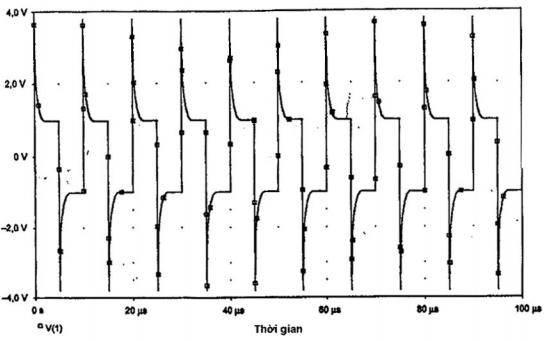 4,0 V
2,0 V
0 V
–2,0 V
–4,0 V
0 s 20 µs 40 µs 60 µs 80 µs 100 µs
V(1) Thời gian